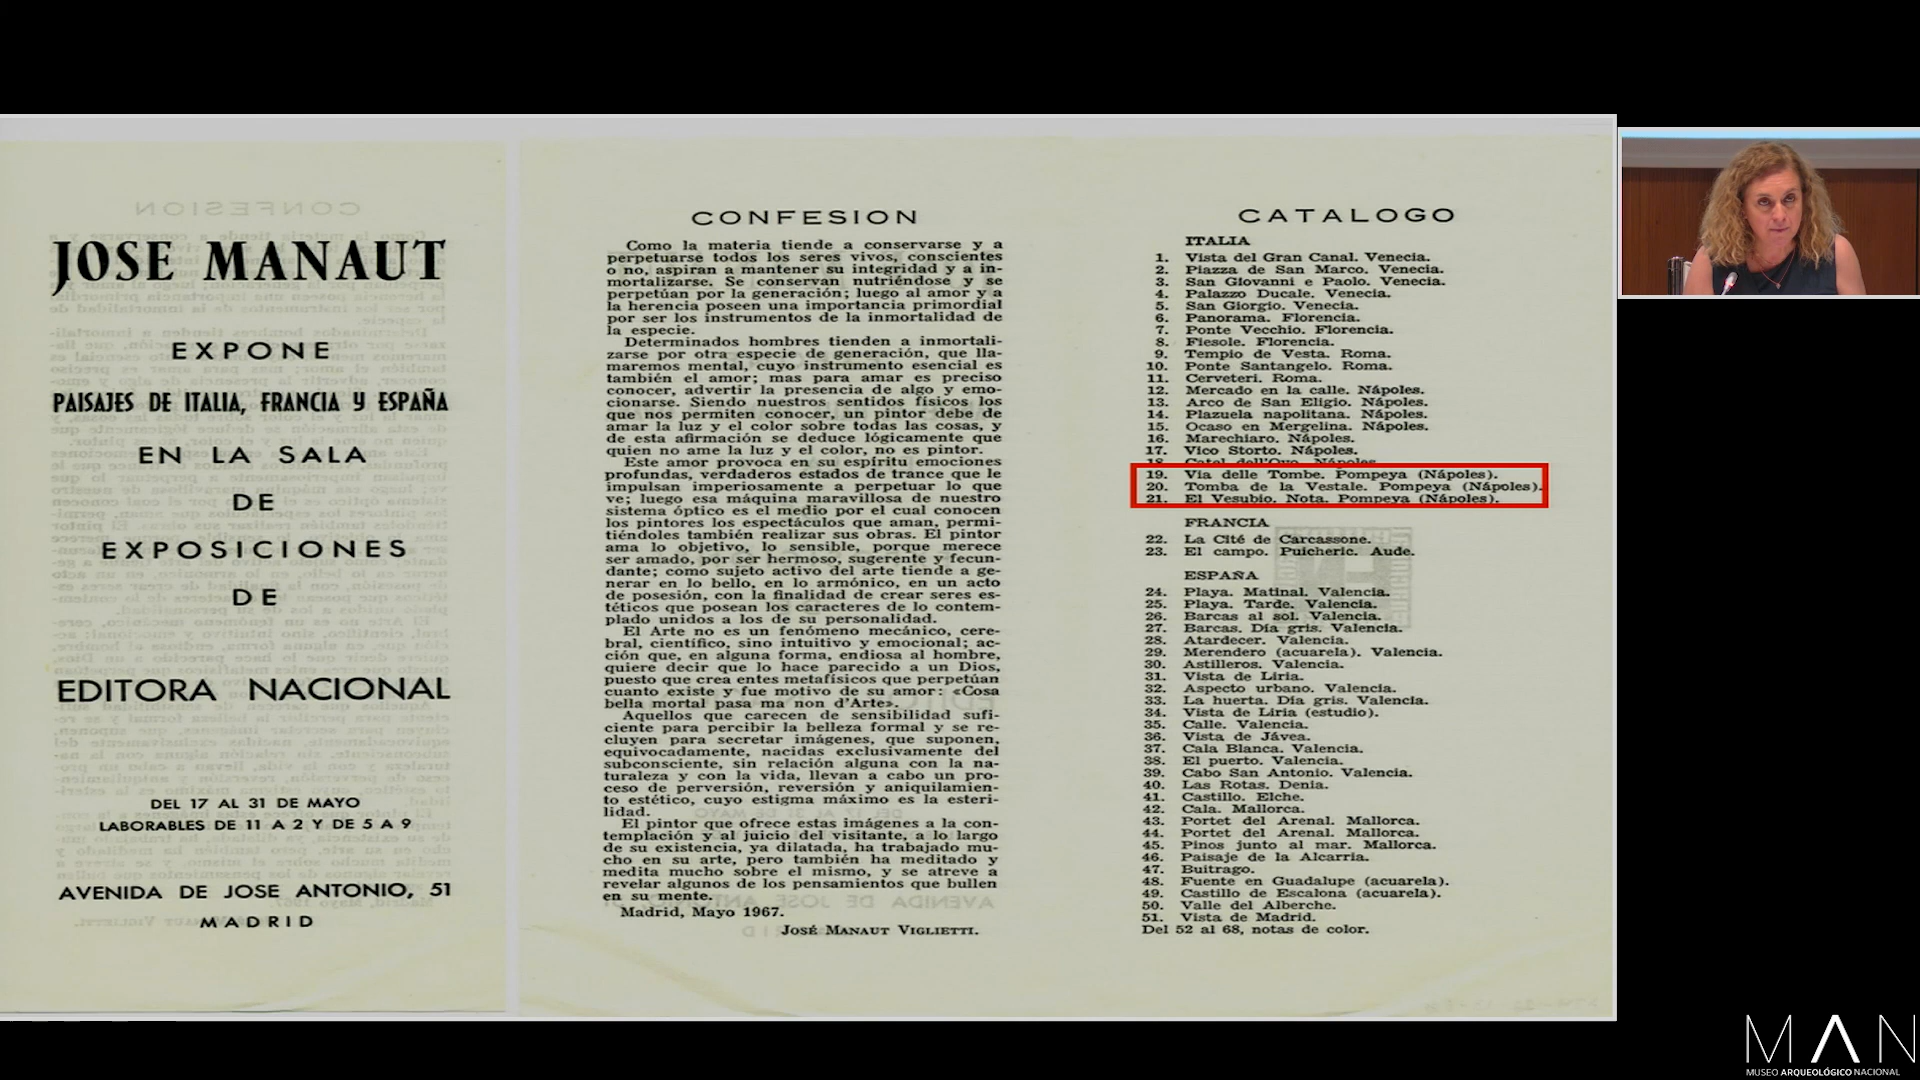 JOSE MANAUT
EXPONE
PAISAJES DE ITALIA, FRANCIA Y ESPAÑA
EN LA SALA
DE
EXPOSICIONES
DE
EDITORA NACIONAL
DEL 17 AL 31 DE MAYO
LABORABLES DE 11 A 2 Y DE 5 A 9
AVENIDA DE JOSE ANTONIO, 51
MADRID
CONFESION
Como la materia tiende a conservarse y a
perpetuarse todos los seres vivos, conscientes
o no, aspiran a mantener su integridad y a in-
mortalizarse. Se conservan nutriéndose y se
perpetúan por la generación; luego al amor y a
la herencia poseen una importancia primordial
por ser los instrumentos de la inmortalidad de
la especie.
Determinados hombres tienden a inmortali-
zarse por otra especie de generación, que lla-
maremos mental, cuyo instrumento esencial es
también el amor; mas para amar es preciso
conocer, advertir la presencia de algo y emo-
cionarse. Siendo nuestros sentidos físicos los
que nos permiten conocer, un pintor debe de
amar la luz y el color sobre todas las cosas, y
de esta afirmación se deduce lógicamente que
quien no ame la luz y el color, no es pintor.
Este amor provoca en su espíritu emociones
profundas, verdaderos estados de trance que le
impulsan imperiosamente a perpetuar lo que
ve; luego esa máquina maravillosa de nuestro
sistema óptico es el medio por el cual conocen
los pintores los espectáculos que aman, permi-
tiéndoles también realizar sus obras. El pintor
ama lo objetivo, lo sensible, porque merece
ser amado, por ser hermoso, sugerente y fecun-
dante; como sujeto activo del arte tiende a ge-
nerar en lo bello, en lo armónico, en un acto
de posesión, con la finalidad de crear seres es-
téticos que posean los caracteres de lo contem-
plado unidos a los de su personalidad.
El Arte no es un fenómeno mecánico, cere-
bral, científico, sino intuitivo y emocional; ac-
ción que, en alguna forma, endiosa al hombre,
quiere decir que lo hace parecido a un Dios,
puesto que crea entes metafísicos que perpetúan
cuanto existe y fue motivo de su amor: «Cosa
bella mortal pasa ma non d'Arte».
Aquellos que carecen de sensibilidad sufi-
ciente para percibir la belleza formal y se re-
cluyen para secretar imágenes, que suponen,
equivocadamente, nacidas exclusivamente del
subconsciente, sin relación alguna con la na-
turaleza y con la vida, llevan a cabo un pro-
ceso de perversión, reversión y aniquilamien-
to estético, cuyo estigma máximo es la esteri-
lidad.
El pintor que ofrece estas imágenes a la con-
templación y al juicio del visitante, a lo largo
de su existencia, ya dilatada, ha trabajado mu-
cho en su arte, pero también ha meditado y
medita mucho sobre el mismo, y se atreve a
revelar algunos de los pensamientos que bullen
en su mente.
Madrid, Mayo 1967.
JOSÉ MANAUT VIGLIETTI.
CATALOGO
ITALIA
1. Vista del Gran Canal. Venecia.
2. Piazza de San Marco. Venecia.
3. San Giovanni e Paolo. Venecia.
4. Palazzo Ducale. Venecia.
5. San Giorgio. Venecia.
6. Panorama. Florencia.
7. Ponte Vecchio. Florencia.
8. Fiesole. Florencia.
9. Tempio de Vesta. Roma.
10. Ponte Santangelo. Roma.
11. Cerveteri. Roma.
12. Mercado en la calle. Nápoles.
13. Arco de San Eligio. Nápoles.
14. Plazuela napolitana. Nápoles.
15. Ocaso en Mergelina. Nápoles.
16. Marechiaro. Nápoles.
17. Vico Storto. Nápoles.
18. Castel dell'Ovo. Nápoles.
19. Via delle Tombe. Pompeya (Nápoles).
20. Tomba de la Vestale. Pompeya (Nápoles).
21. El Vesubio. Nota. Pompeya (Nápoles).
FRANCIA
22. La Cité de Carcassone.
23. El campo. Puicheric. Aude.
ESPAÑA
24. Playa. Matinal. Valencia.
25. Playa. Tarde. Valencia.
26. Barcas al sol. Valencia.
27. Barcas. Día gris. Valencia.
28. Atardecer. Valencia.
29. Merendero (acuarela). Valencia.
30. Astilleros. Valencia.
31. Vista de Liria.
32. Aspecto urbano. Valencia.
33. La huerta. Día gris. Valencia.
34. Vista de Liria (estudio).
35. Calle. Valencia.
36. Vista de Jávea.
37. Cala Blanca. Valencia.
38. El puerto. Valencia.
39. Cabo San Antonio. Valencia.
40. Las Rotas. Denia.
41. Castillo. Elche.
42. Cala. Mallorca.
43. Portet del Arenal. Mallorca.
44. Portet del Arenal. Mallorca.
45. Pinos junto al mar. Mallorca.
46. Paisaje de la Alcarria.
47. Buitrago.
48. Fuente en Guadalupe (acuarela).
49. Castillo de Escalona (acuarela).
50. Valle del Alberche.
51. Vista de Madrid.
Del 52 al 68, notas de color.
MAN
MUSEO ARQUEOLÓGICO NACIONAL